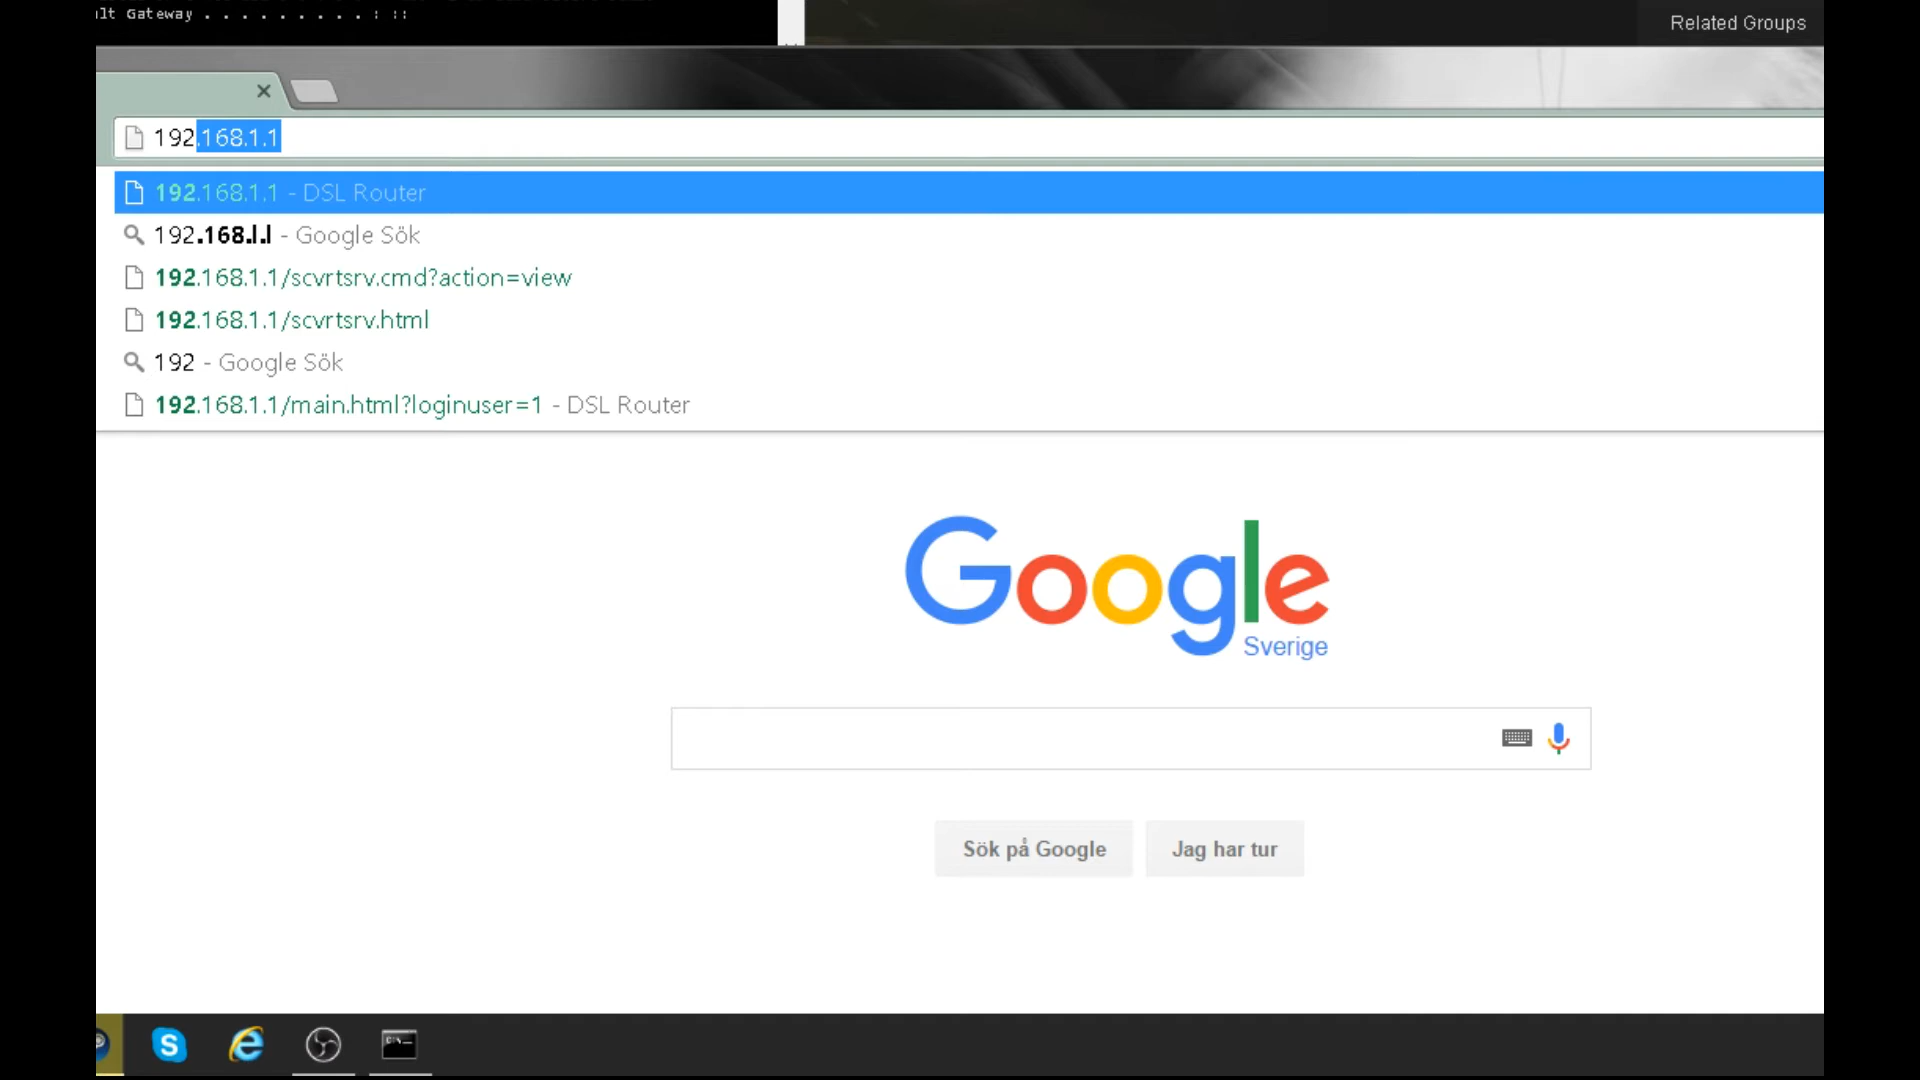 lt Gateway . . . . . . . . . : ::
Related Groups
192.168.1.1
192.168.1.1 - DSL Router
192.168.l.l - Google Sök
192.168.1.1/scvrtsrv.cmd?action=view
192.168.1.1/scvrtsrv.html
192 - Google Sök
192.168.1.1/main.html?loginuser=1 - DSL Router
Google
Sverige
Sök på Google
Jag har tur